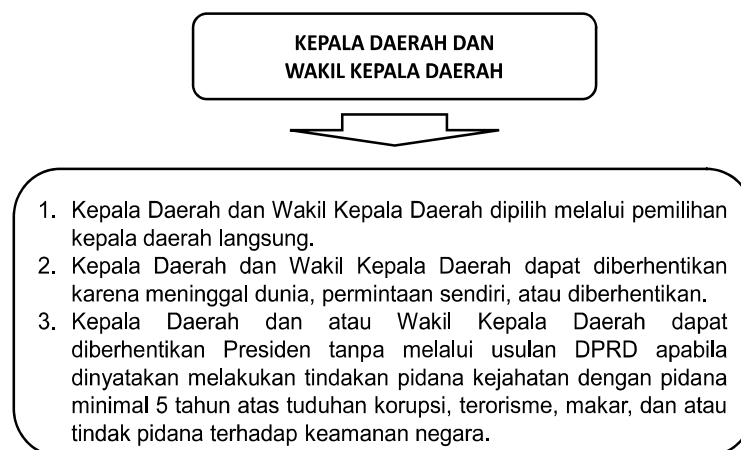 KEPALA DAERAH DAN
WAKIL KEPALA DAERAH
1. Kepala Daerah dan Wakil Kepala Daerah dipilih melalui pemilihan
kepala daerah langsung.
2. Kepala Daerah dan Wakil Kepala Daerah dapat diberhentikan
karena meninggal dunia, permintaan sendiri, atau diberhentikan.
3. Kepala Daerah dan atau Wakil Kepala Daerah dapat
diberhentikan Presiden tanpa melalui usulan DPRD apabila
dinyatakan melakukan tindakan pidana kejahatan dengan pidana
minimal 5 tahun atas tuduhan korupsi, terorisme, makar, dan atau
tindak pidana terhadap keamanan negara.